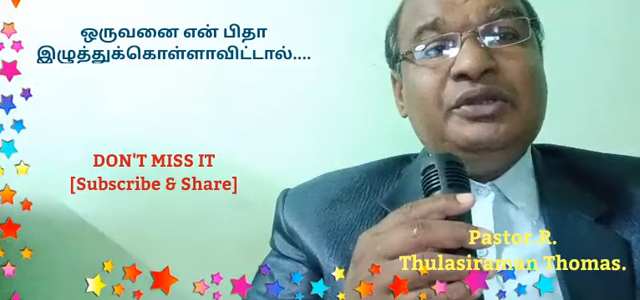 ஒருவனை என் பிதா
இழுத்துக்கொள்ளாவிட்டால்....
DON'T MISS IT
[Subscribe & Share]
Pastor.R.
Thulasiraman Thomas.